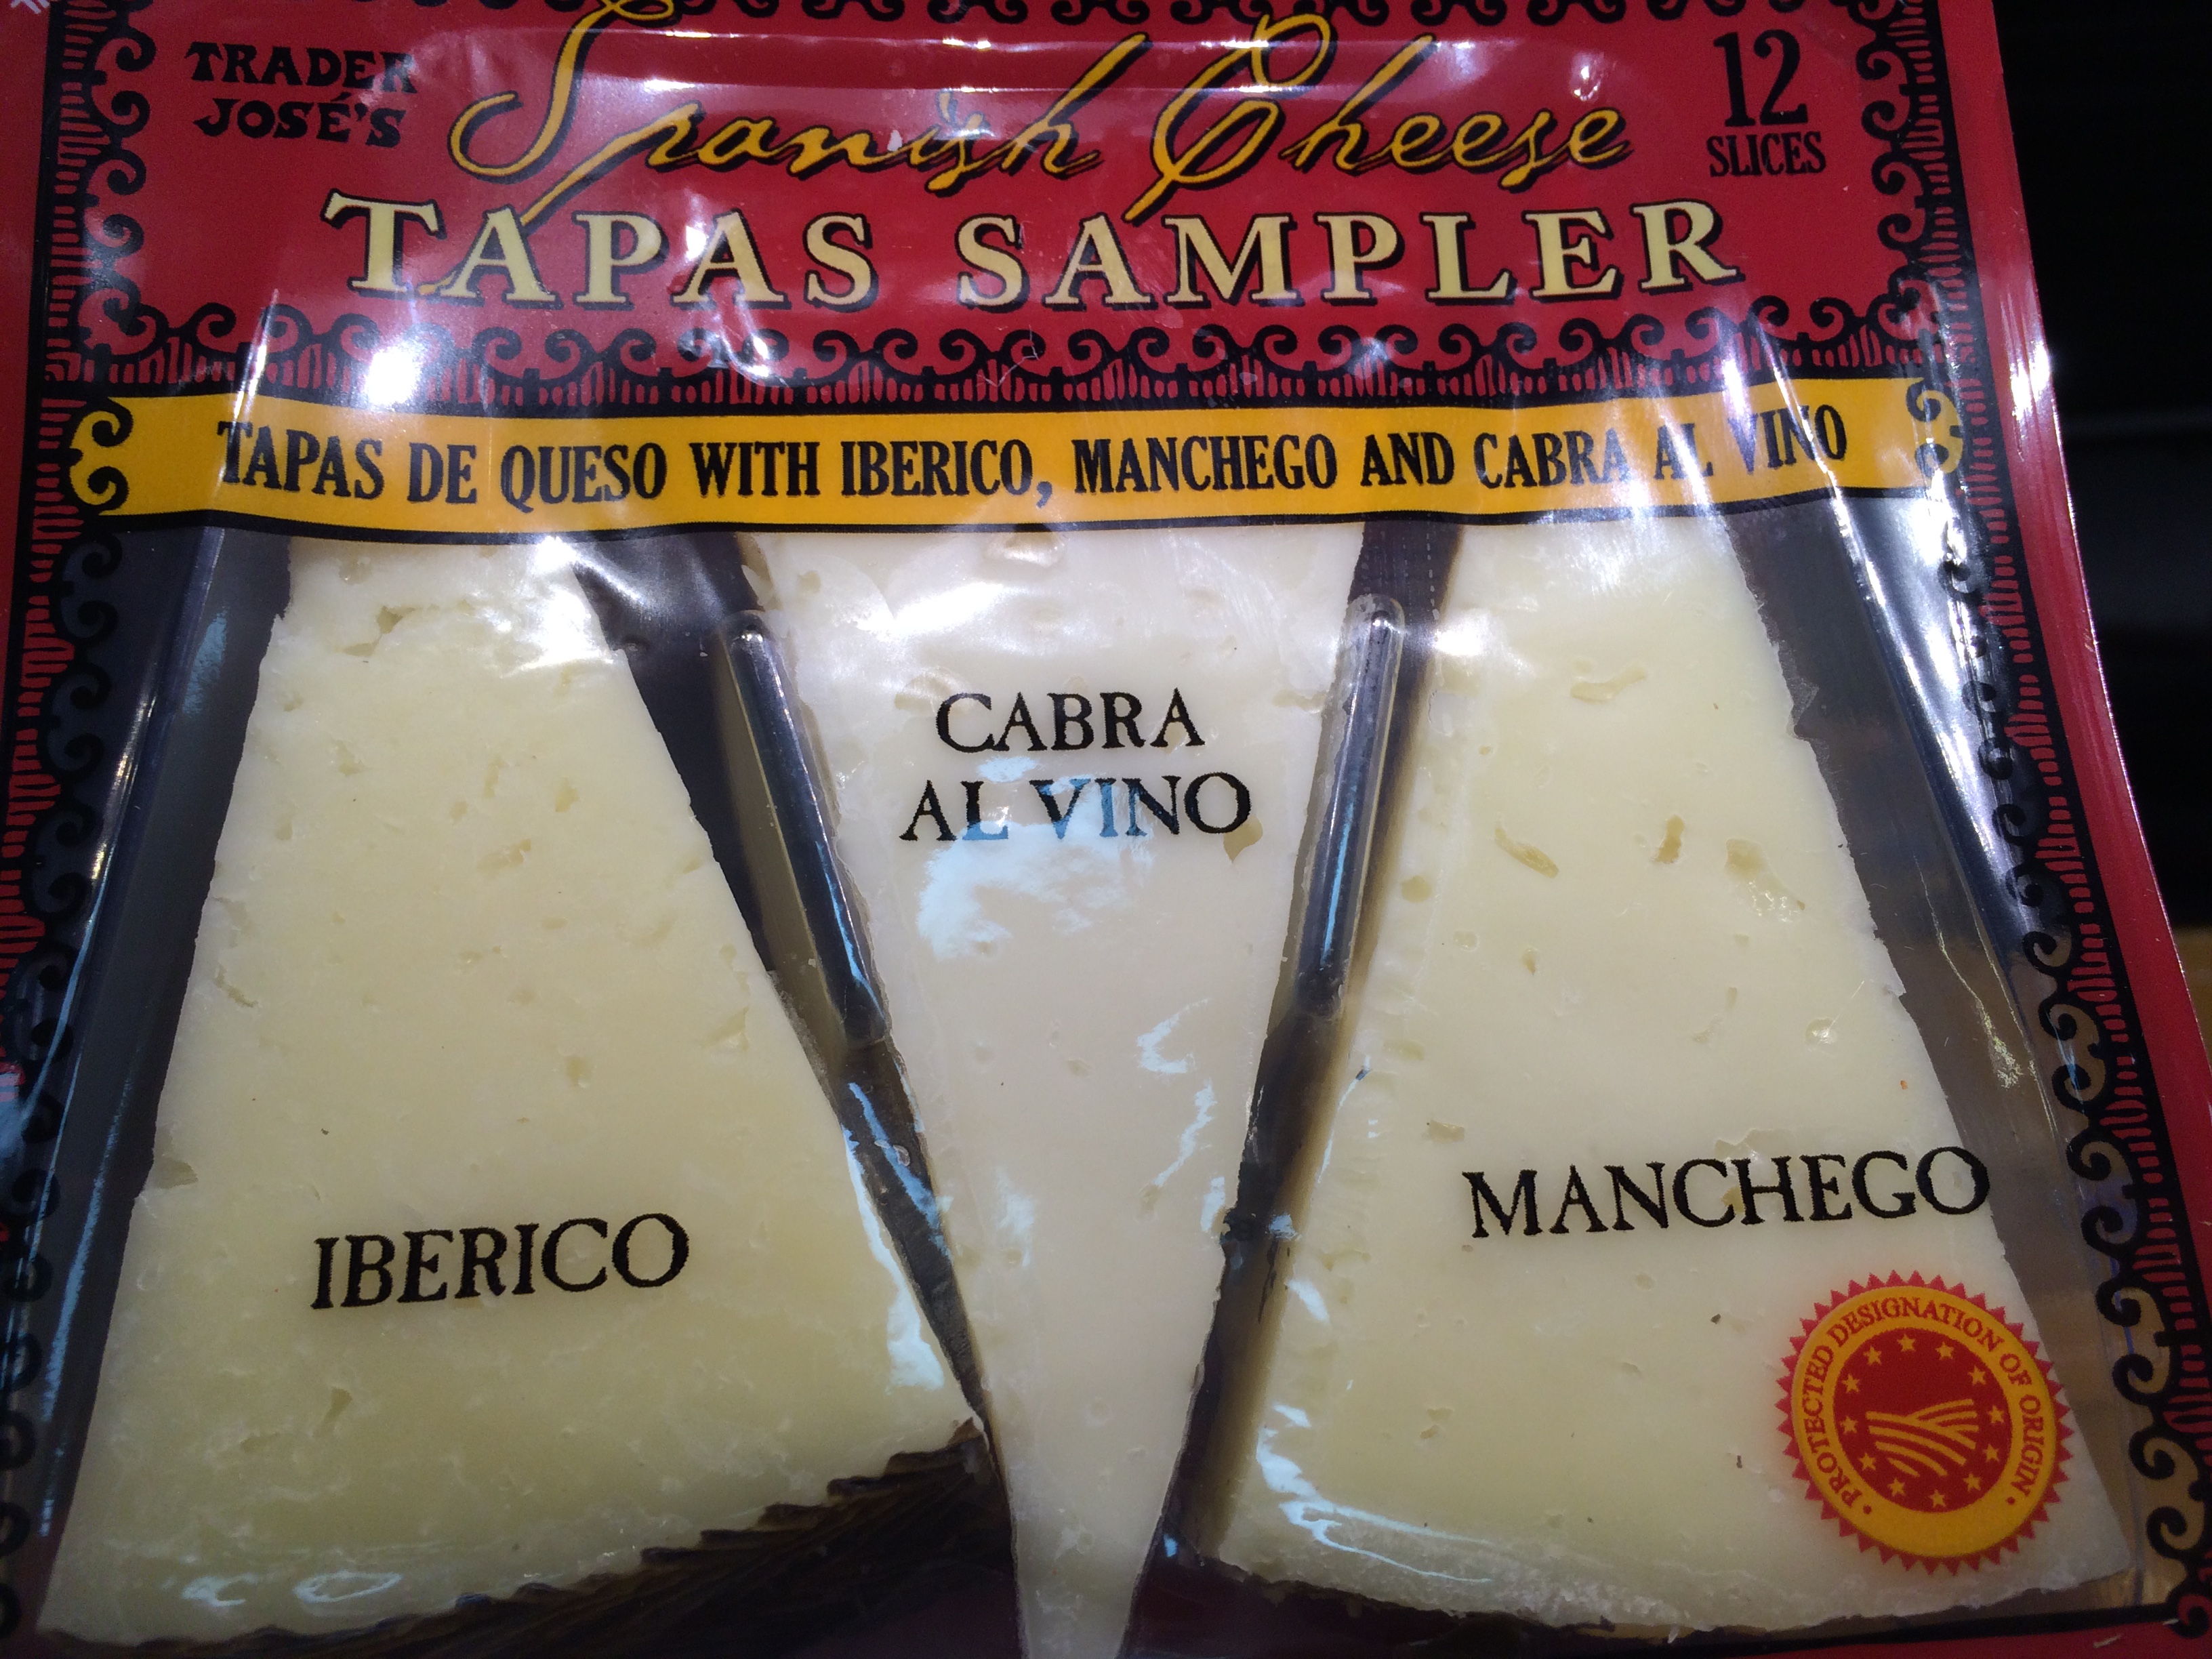 TRADER
JOSÉ'S
Spanish Cheese
12
SLICES
TAPAS SAMPLER
TAPAS DE QUESO WITH IBERICO, MANCHEGO AND CABRA AL VINO
CABRA
AL VINO
IBERICO
MANCHEGO
• PROTECTED DESIGNATION OF ORIGIN •